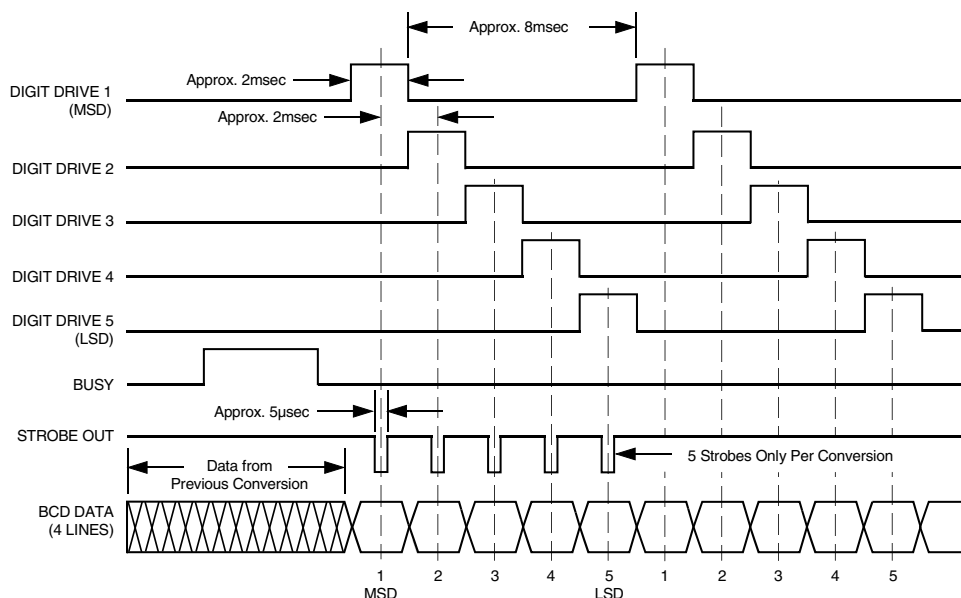 Approx. 8msec
Approx. 2msec
DIGIT DRIVE 1
(MSD)
Approx. 2msec
DIGIT DRIVE 2
DIGIT DRIVE 3
DIGIT DRIVE 4
DIGIT DRIVE 5
(LSD)
BUSY
Approx. 5µsec
STROBE OUT
5 Strobes Only Per Conversion
Data from
Previous Conversion
BCD DATA
(4 LINES)
1 2 3 4 5 1 2 3 4 5
MSD LSD